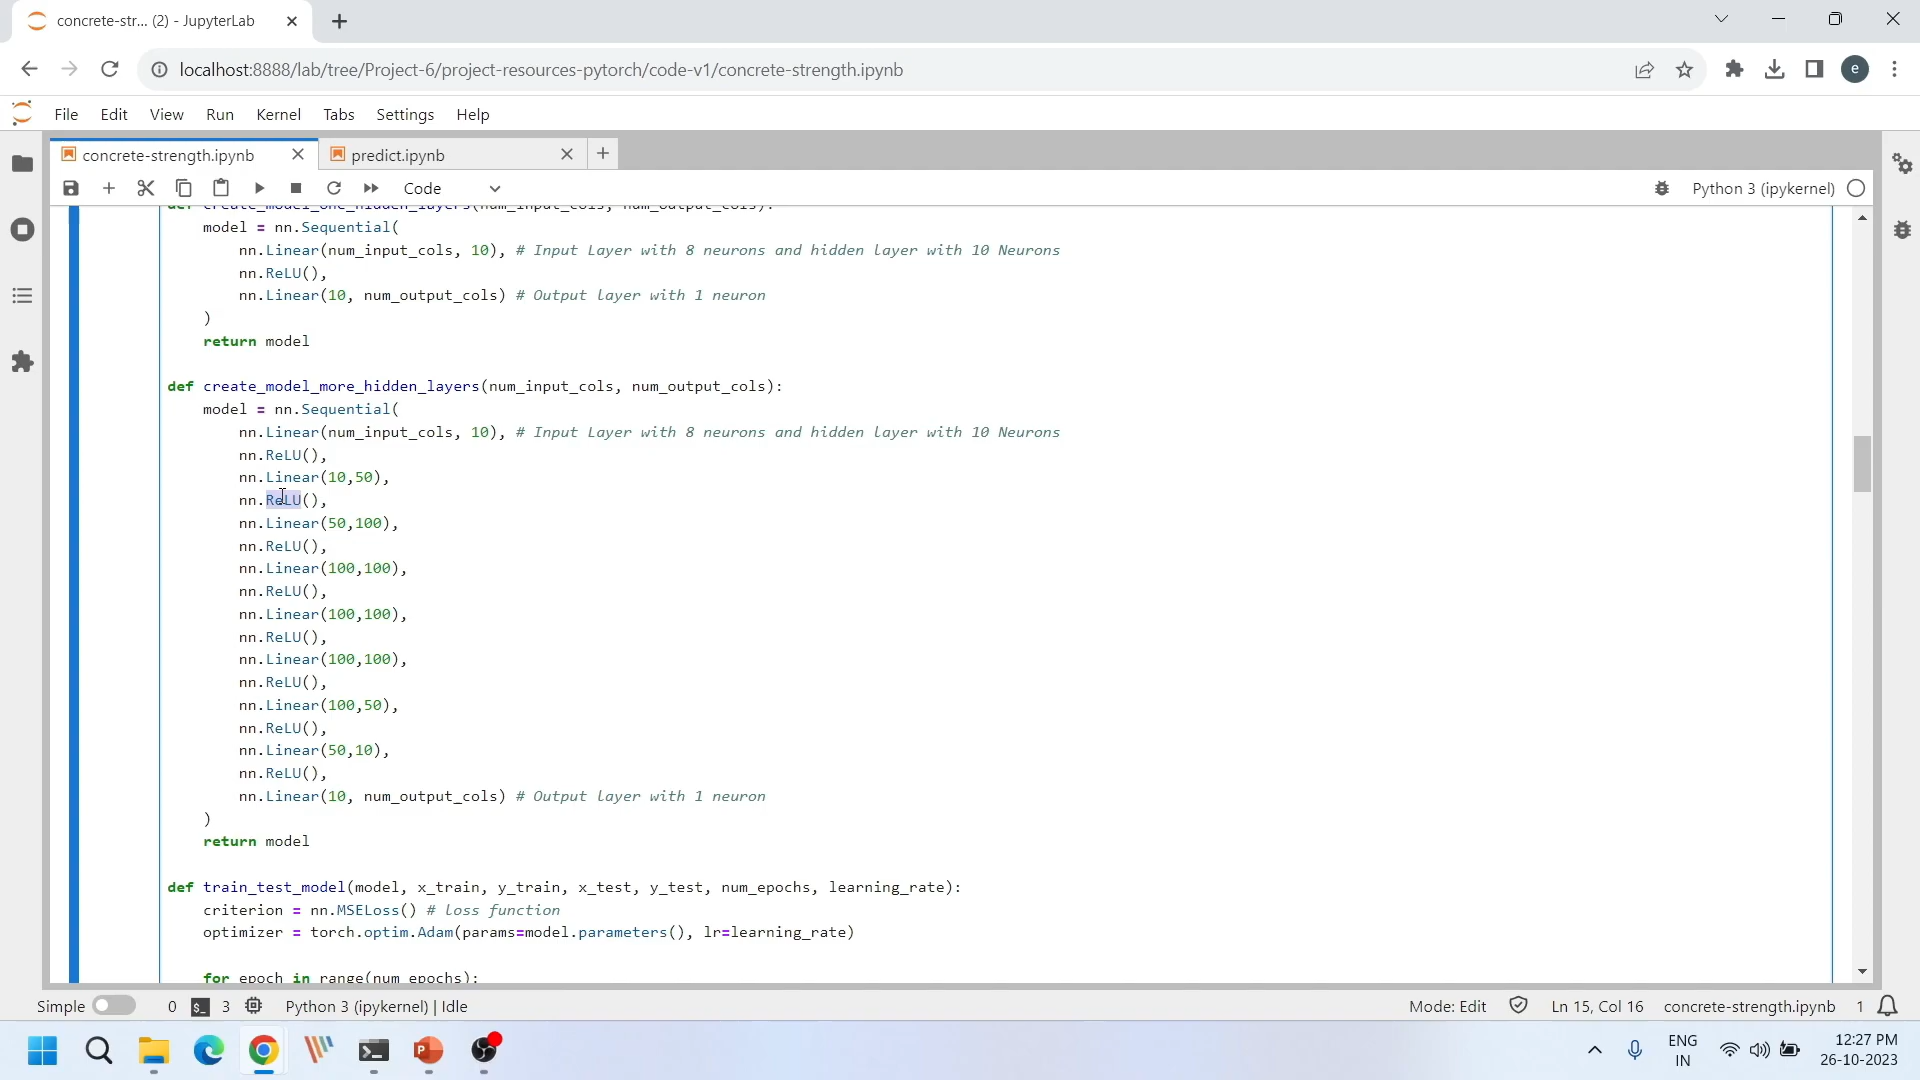 concrete-str... (2) - JupyterLab
localhost:8888/lab/tree/Project-6/project-resources-pytorch/code-v1/concrete-strength.ipynb
e
File Edit View Run Kernel Tabs Settings Help
concrete-strength.ipynb
predict.ipynb
Code
Python 3 (ipykernel)
def create_model_one_hidden_layers(num_input_cols, num_output_cols):
model = nn.Sequential(
nn.Linear(num_input_cols, 10), # Input Layer with 8 neurons and hidden layer with 10 Neurons
nn.ReLU(),
nn.Linear(10, num_output_cols) # Output layer with 1 neuron
)
return model
def create_model_more_hidden_layers(num_input_cols, num_output_cols):
model = nn.Sequential(
nn.Linear(num_input_cols, 10), # Input Layer with 8 neurons and hidden layer with 10 Neurons
nn.ReLU(),
nn.Linear(10,50),
nn.ReLU(),
nn.Linear(50,100),
nn.ReLU(),
nn.Linear(100,100),
nn.ReLU(),
nn.Linear(100,100),
nn.ReLU(),
nn.Linear(100,100),
nn.ReLU(),
nn.Linear(100,50),
nn.ReLU(),
nn.Linear(50,10),
nn.ReLU(),
nn.Linear(10, num_output_cols) # Output layer with 1 neuron
)
return model
def train_test_model(model, x_train, y_train, x_test, y_test, num_epochs, learning_rate):
criterion = nn.MSELoss() # loss function
optimizer = torch.optim.Adam(params=model.parameters(), lr=learning_rate)
for epoch in range(num_epochs):
Simple 0 $_ 3 Python 3 (ipykernel) | Idle Mode: Edit Ln 15, Col 16 concrete-strength.ipynb 1
ENG
IN
12:27 PM
26-10-2023